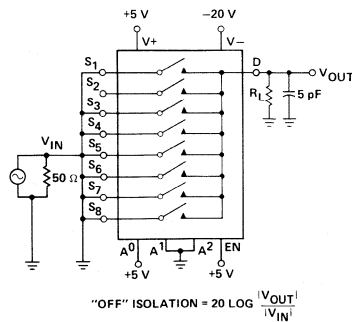 +5 V
−20 V
V+
V−
S1
D
VOUT
S2
RL
5 pF
S3
S4
VIN
S5
50 Ω
S6
S7
S8
A0
A1
A2
EN
+5 V
+5 V
"OFF" ISOLATION = 20 LOG |VOUT|
|VIN|